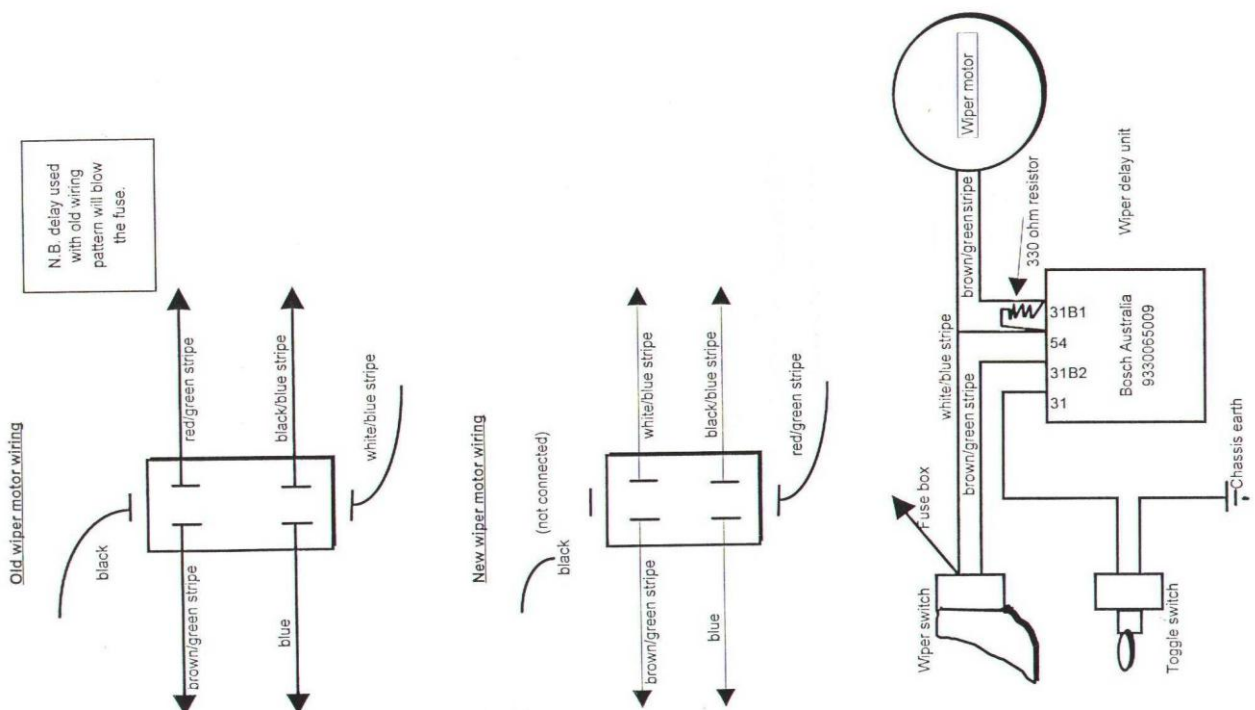 Old wiper motor wiring
N.B. delay used
with old wiring
pattern will blow
the fuse.
black
red/green stripe
brown/green stripe
black/blue stripe
blue
white/blue stripe
New wiper motor wiring
(not connected)
black
white/blue stripe
brown/green stripe
black/blue stripe
blue
red/green stripe
Wiper motor
brown/green stripe
white/blue stripe
brown/green stripe
330 ohm resistor
Fuse box
Wiper switch
31B1
54
31B2
31
Bosch Australia
9330065009
Wiper delay unit
Chassis earth
Toggle switch